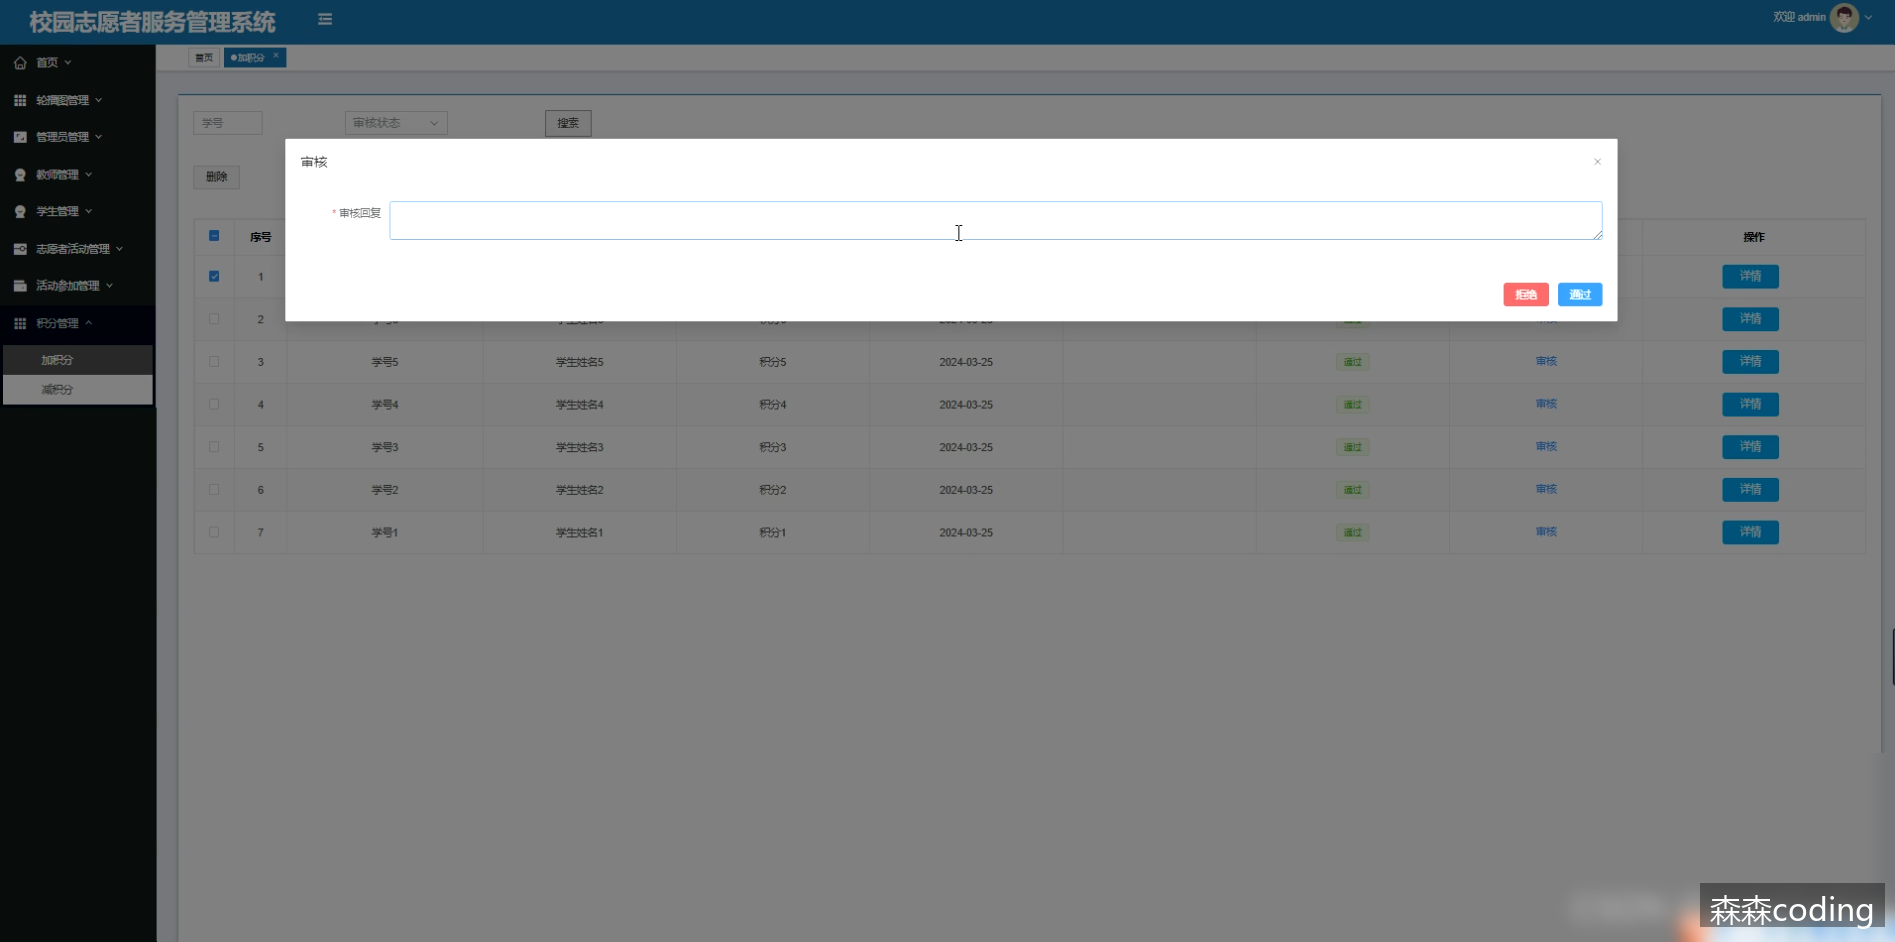 校园志愿者服务管理系统
欢迎 admin
首页
加积分
首页
轮播图管理
管理员管理
教师管理
学生管理
志愿者活动管理
活动参加管理
积分管理
加积分
减积分
学号
审核状态
搜索
删除
审核
* 审核回复
拒绝
通过
序号
操作
1 详情
2 详情
3 学号5 学生姓名5 积分5 2024-03-25 通过 审核 详情
4 学号4 学生姓名4 积分4 2024-03-25 通过 审核 详情
5 学号3 学生姓名3 积分3 2024-03-25 通过 审核 详情
6 学号2 学生姓名2 积分2 2024-03-25 通过 审核 详情
7 学号1 学生姓名1 积分1 2024-03-25 通过 审核 详情
森森coding